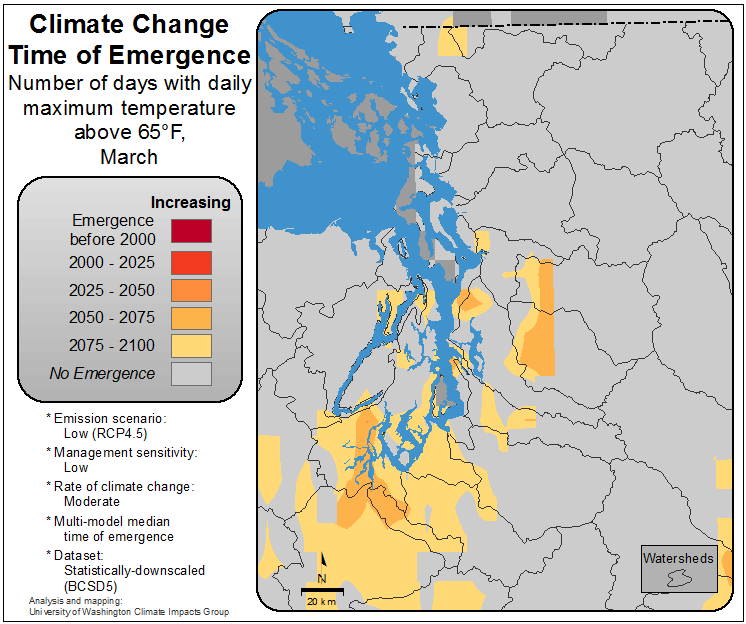 Climate Change
Time of Emergence
Number of days with daily
maximum temperature
above 65°F,
March
Increasing
Emergence
before 2000
2000 - 2025
2025 - 2050
2050 - 2075
2075 - 2100
No Emergence
* Emission scenario:
Low (RCP4.5)
* Management sensitivity:
Low
* Rate of climate change:
Moderate
* Multi-model median
time of emergence
* Dataset:
Statistically-downscaled
(BCSD5)
Analysis and mapping:
University of Washington Climate Impacts Group
N
20 km
Watersheds